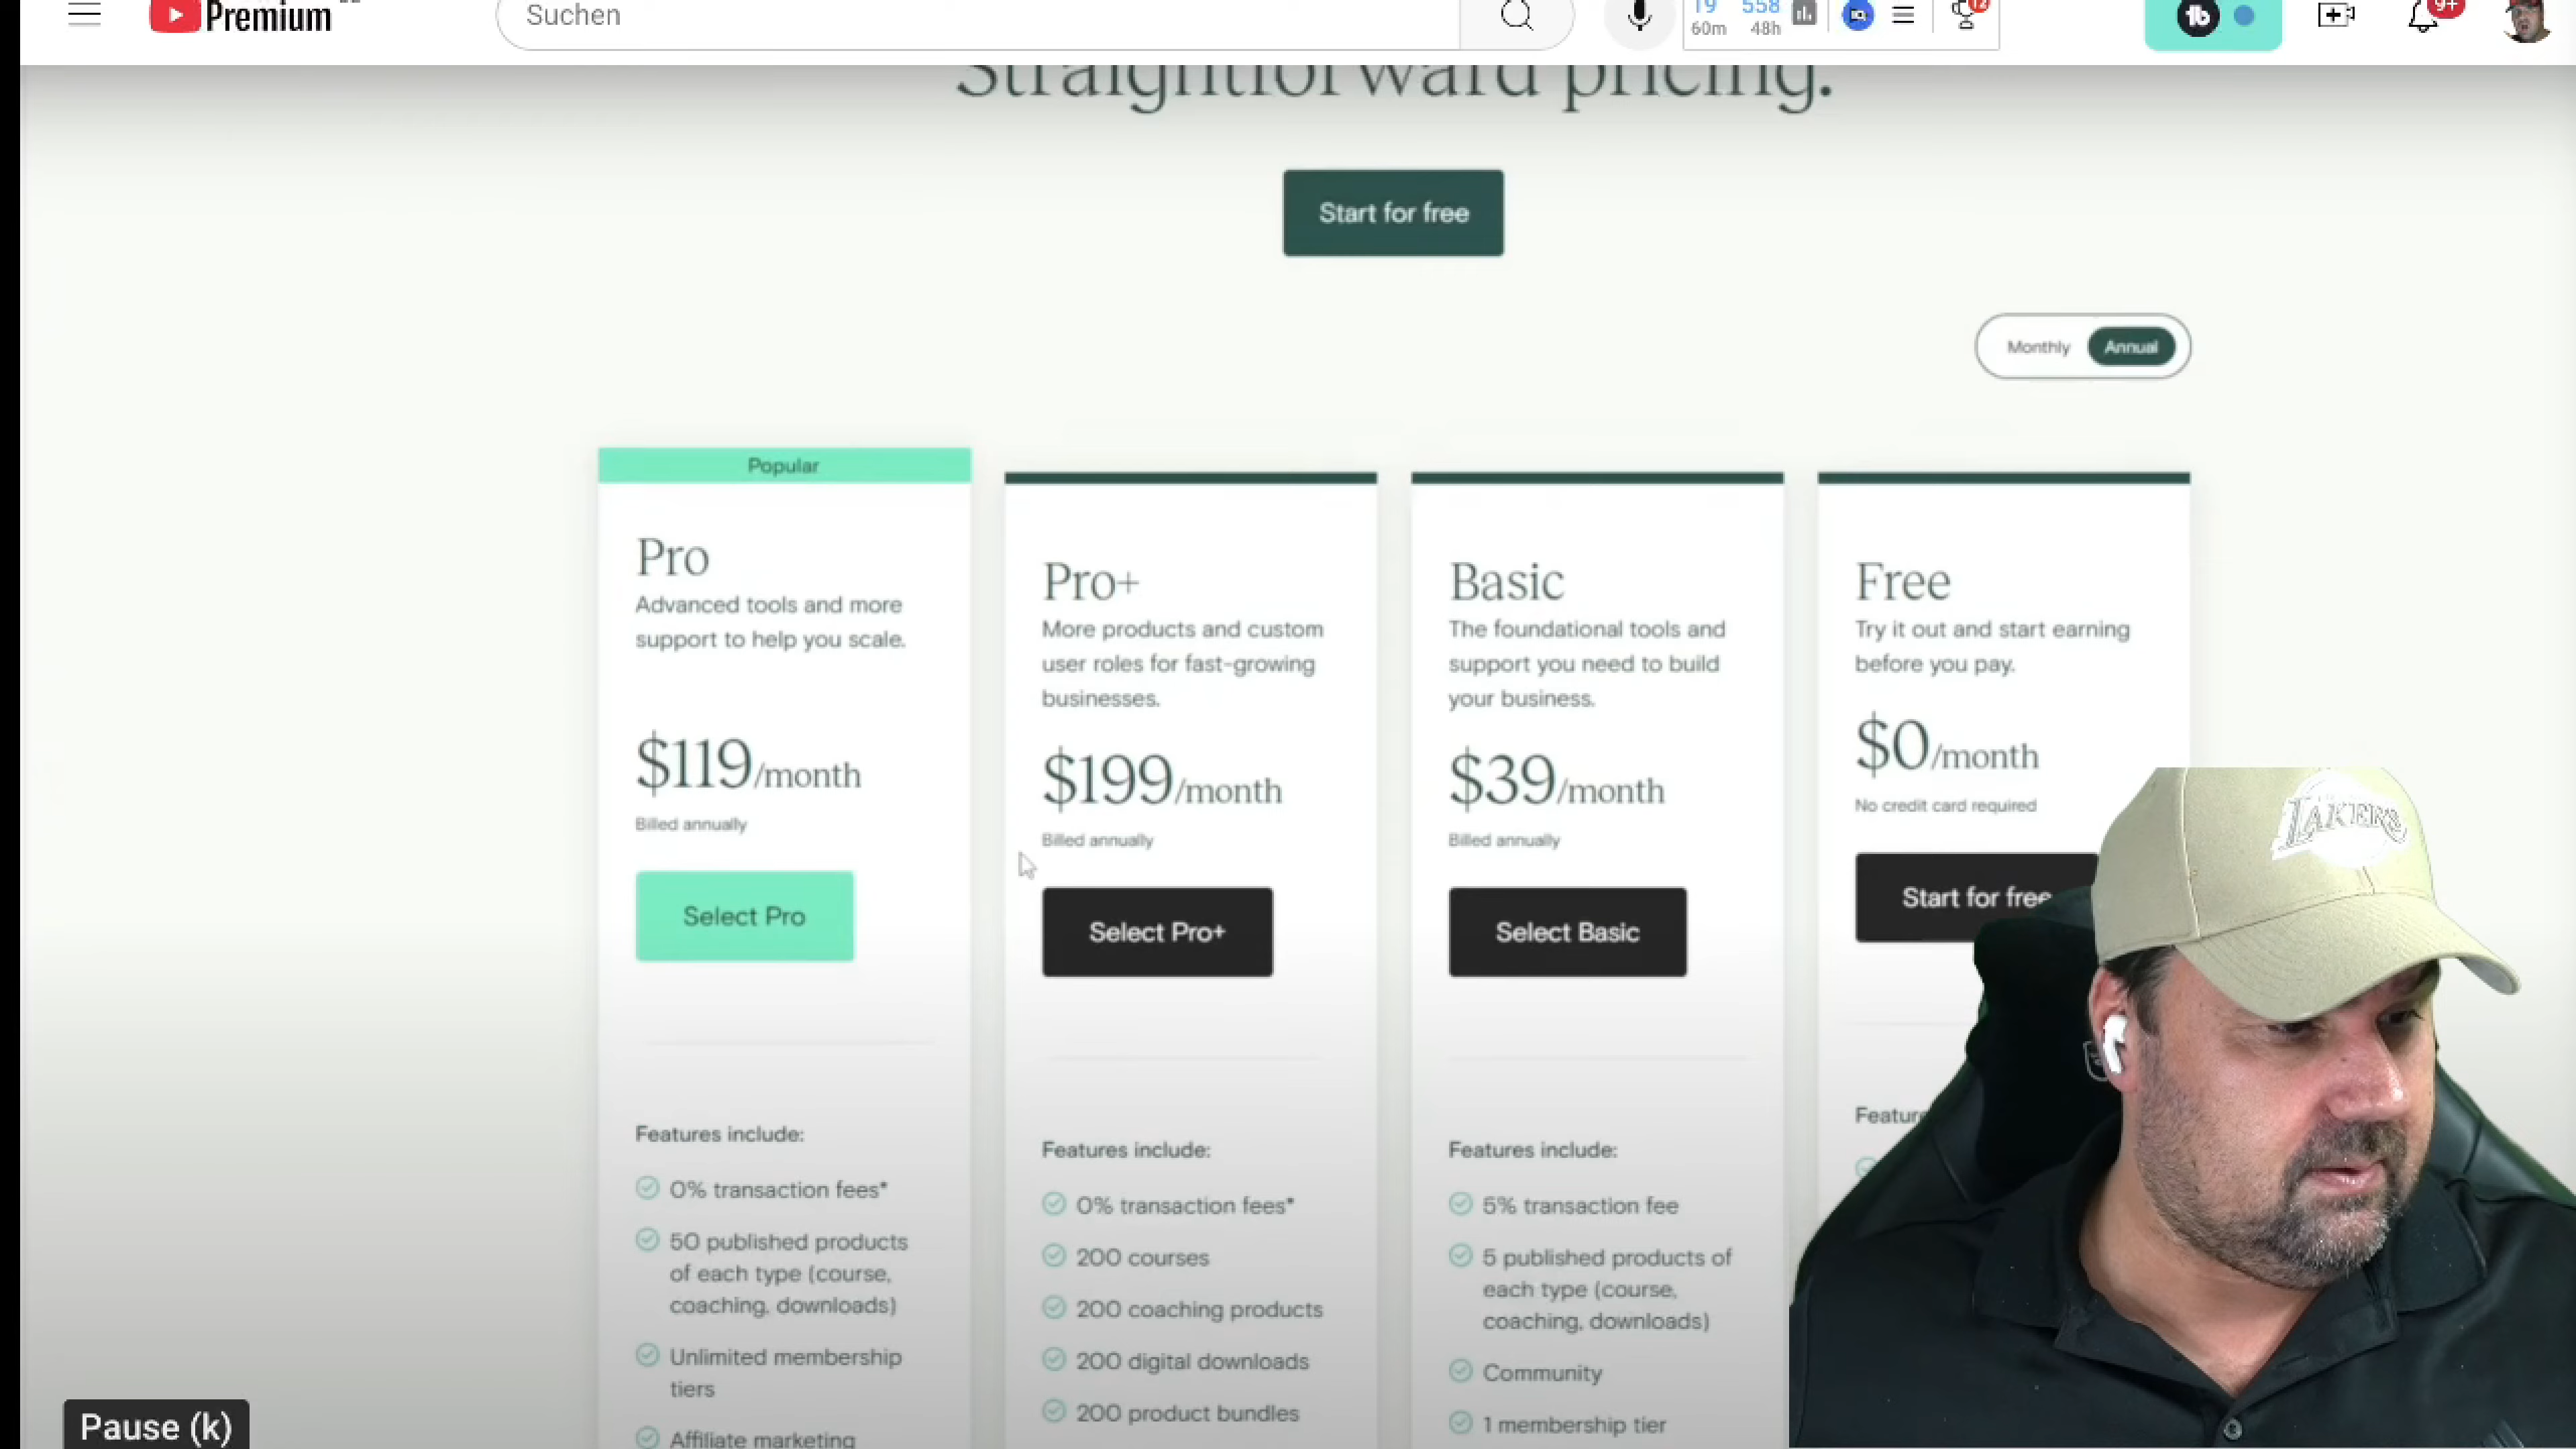 Premium
Suchen
19 558
60m 48h
12
9+
Straightforward pricing.
Start for free
Monthly Annual
Popular
Pro
Advanced tools and more
support to help you scale.
$119/month
Billed annually
Select Pro
Features include:
0% transaction fees*
50 published products
of each type (course,
coaching, downloads)
Unlimited membership
tiers
Affiliate marketing
Pro+
More products and custom
user roles for fast-growing
businesses.
$199/month
Billed annually
Select Pro+
Features include:
0% transaction fees*
200 courses
200 coaching products
200 digital downloads
200 product bundles
Basic
The foundational tools and
support you need to build
your business.
$39/month
Billed annually
Select Basic
Features include:
5% transaction fee
5 published products of
each type (course,
coaching, downloads)
Community
1 membership tier
Free
Try it out and start earning
before you pay.
$0/month
No credit card required
Start for free
LAKERS
Pause (k)